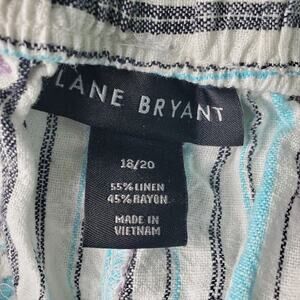 LANE BRYANT
18/20
55% LINEN
45% RAYON
MADE IN
VIETNAM